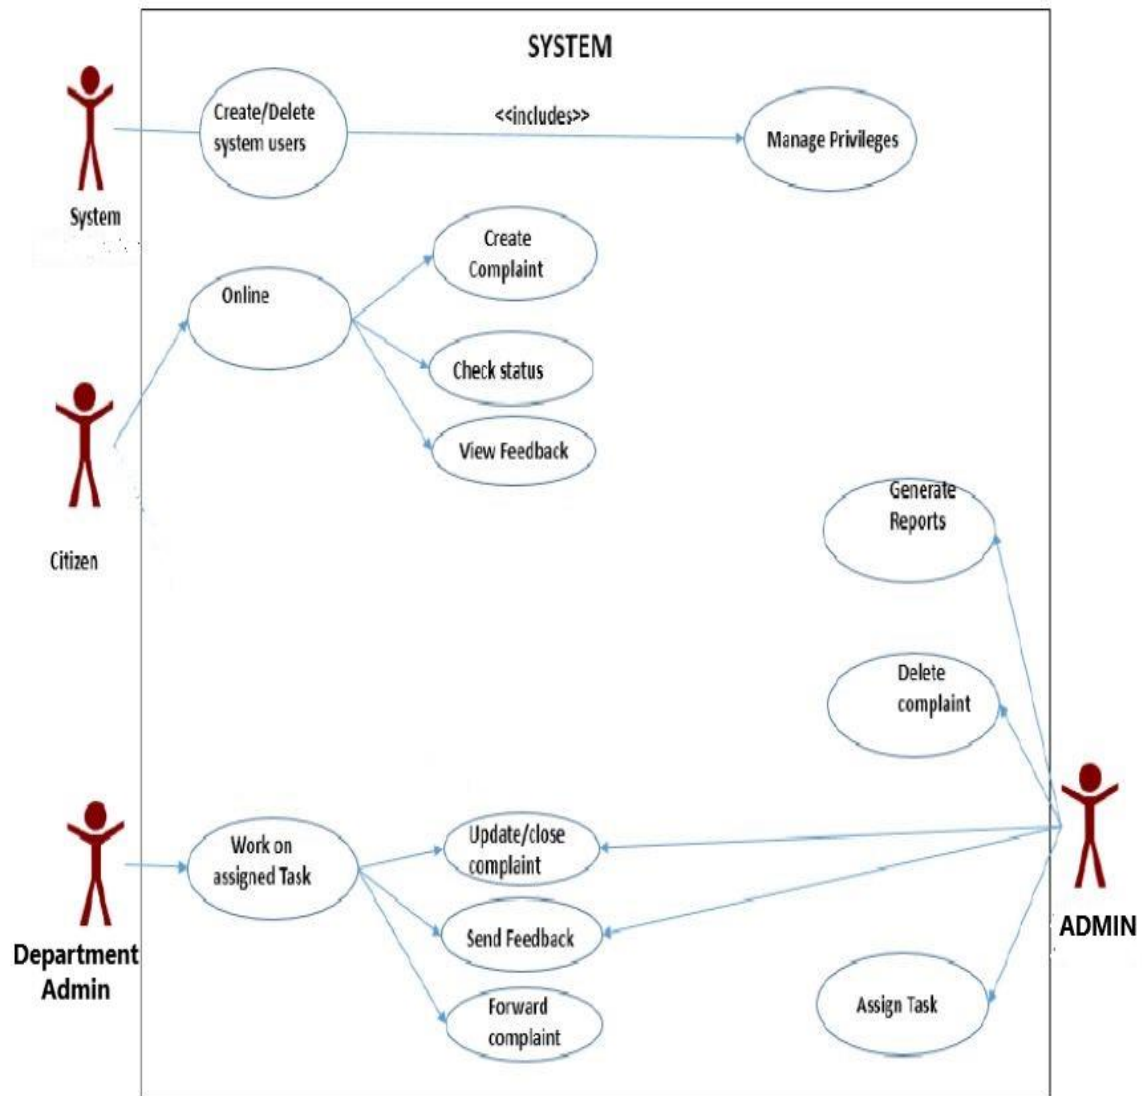 SYSTEM
Create/Delete
system users
<<includes>>
Manage Privileges
System
Create
Complaint
Online
Check status
View Feedback
Citizen
Generate
Reports
Delete
complaint
Work on
assigned Task
Update/close
complaint
Send Feedback
Forward
complaint
Assign Task
Department
Admin
ADMIN